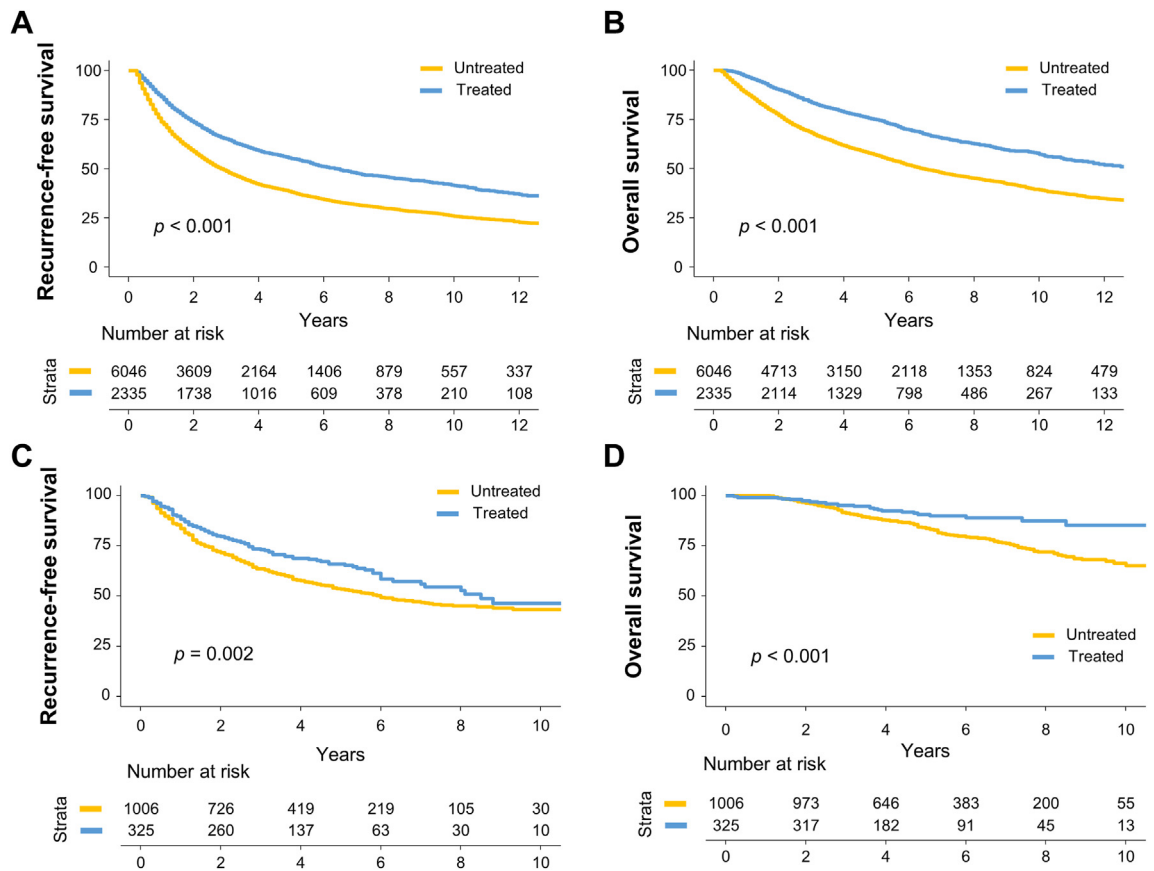 A
Recurrence-free survival
100
75
50
25
0
Untreated
Treated
p < 0.001
0 2 4 6 8 10 12
Years
Number at risk
Strata
6046 3609 2164 1406 879 557 337
2335 1738 1016 609 378 210 108
0 2 4 6 8 10 12
B
Overall survival
100
75
50
25
0
Untreated
Treated
p < 0.001
0 2 4 6 8 10 12
Years
Number at risk
Strata
6046 4713 3150 2118 1353 824 479
2335 2114 1329 798 486 267 133
0 2 4 6 8 10 12
C
Recurrence-free survival
100
75
50
25
0
Untreated
Treated
p = 0.002
0 2 4 6 8 10
Years
Number at risk
Strata
1006 726 419 219 105 30
325 260 137 63 30 10
0 2 4 6 8 10
D
Overall survival
100
75
50
25
0
Untreated
Treated
p < 0.001
0 2 4 6 8 10
Years
Number at risk
Strata
1006 973 646 383 200 55
325 317 182 91 45 13
0 2 4 6 8 10